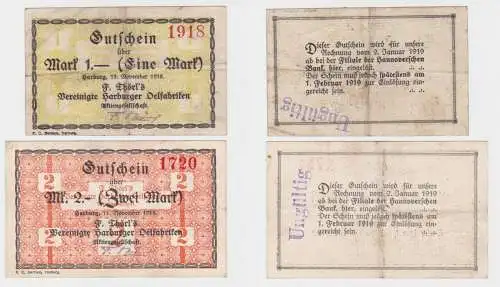 1918
Gutschein
über
Mark 1.— (Eine Mark)
Harburg, 11. November 1918.
F. Thörl's
Vereinigte Harburger Oelfabriken
Aktiengesellschaft.
Dieser Gutschein wird für unsere
Rechnung vom 2. Januar 1919
ab bei der Filiale der Hannoverschen
Bank, hier, eingelöst.
Der Schein muß jedoch spätestens am
1. Februar 1919 zur Einlösung ein-
gereicht sein.
Ungültig
Gutschein
1720
über
2 2
Mk. 2.— (Zwei Mark)
Harburg, 11. November 1918.
F. Thörl's
2 2
Vereinigte Harburger Oelfabriken
Aktiengesellschaft.
Ungültig
Dieser Gutschein wird für unsere
Rechnung vom 2. Januar 1919
ab bei der Filiale der Hannoverschen
Bank, hier, eingelöst.
Der Schein muß jedoch spätestens am
1. Februar 1919 zur Einlösung ein-
gereicht sein.